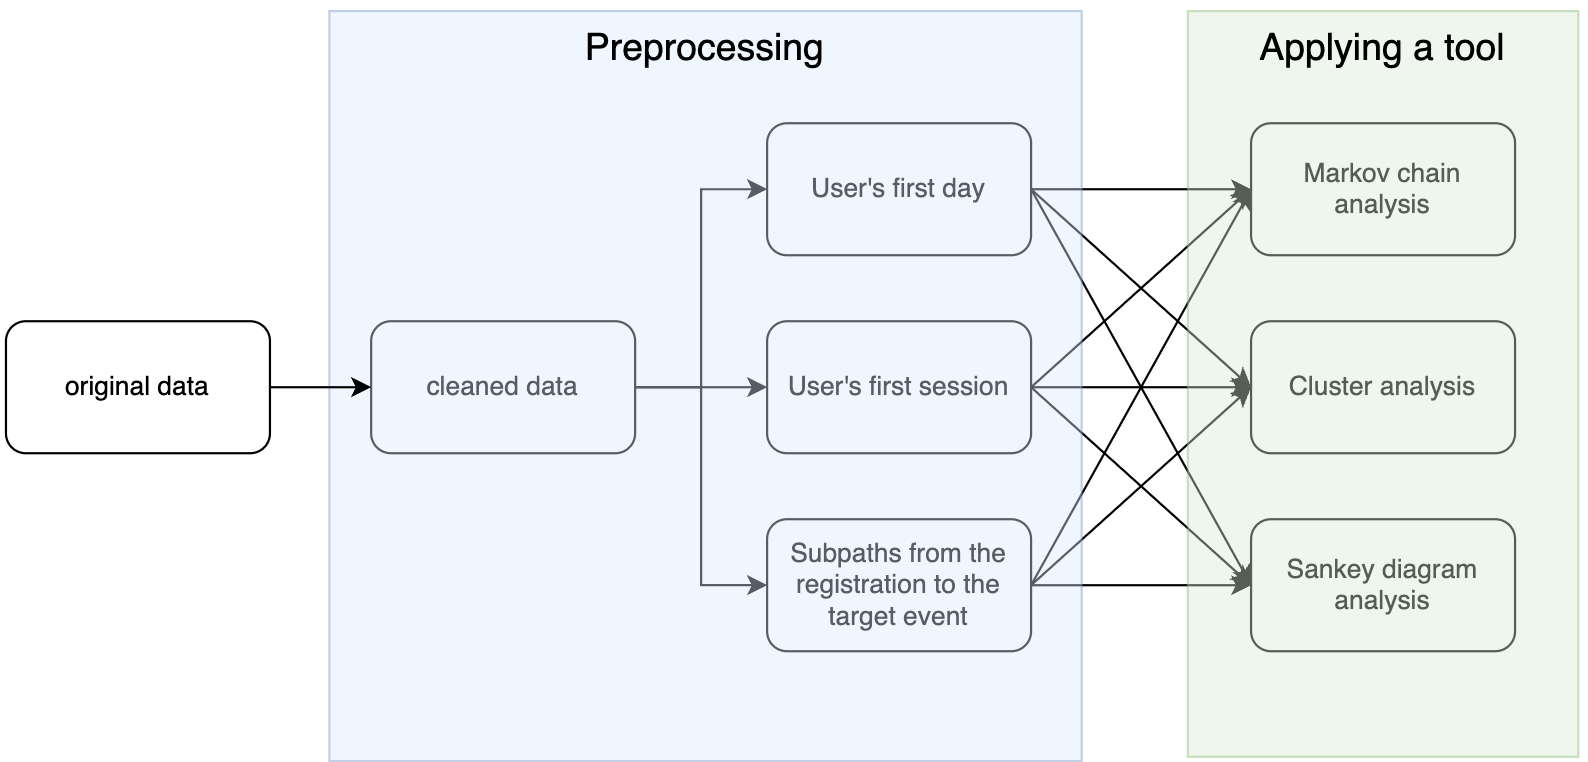 Preprocessing
Applying a tool
original data
cleaned data
User's first day
User's first session
Subpaths from the
registration to the
target event
Markov chain
analysis
Cluster analysis
Sankey diagram
analysis